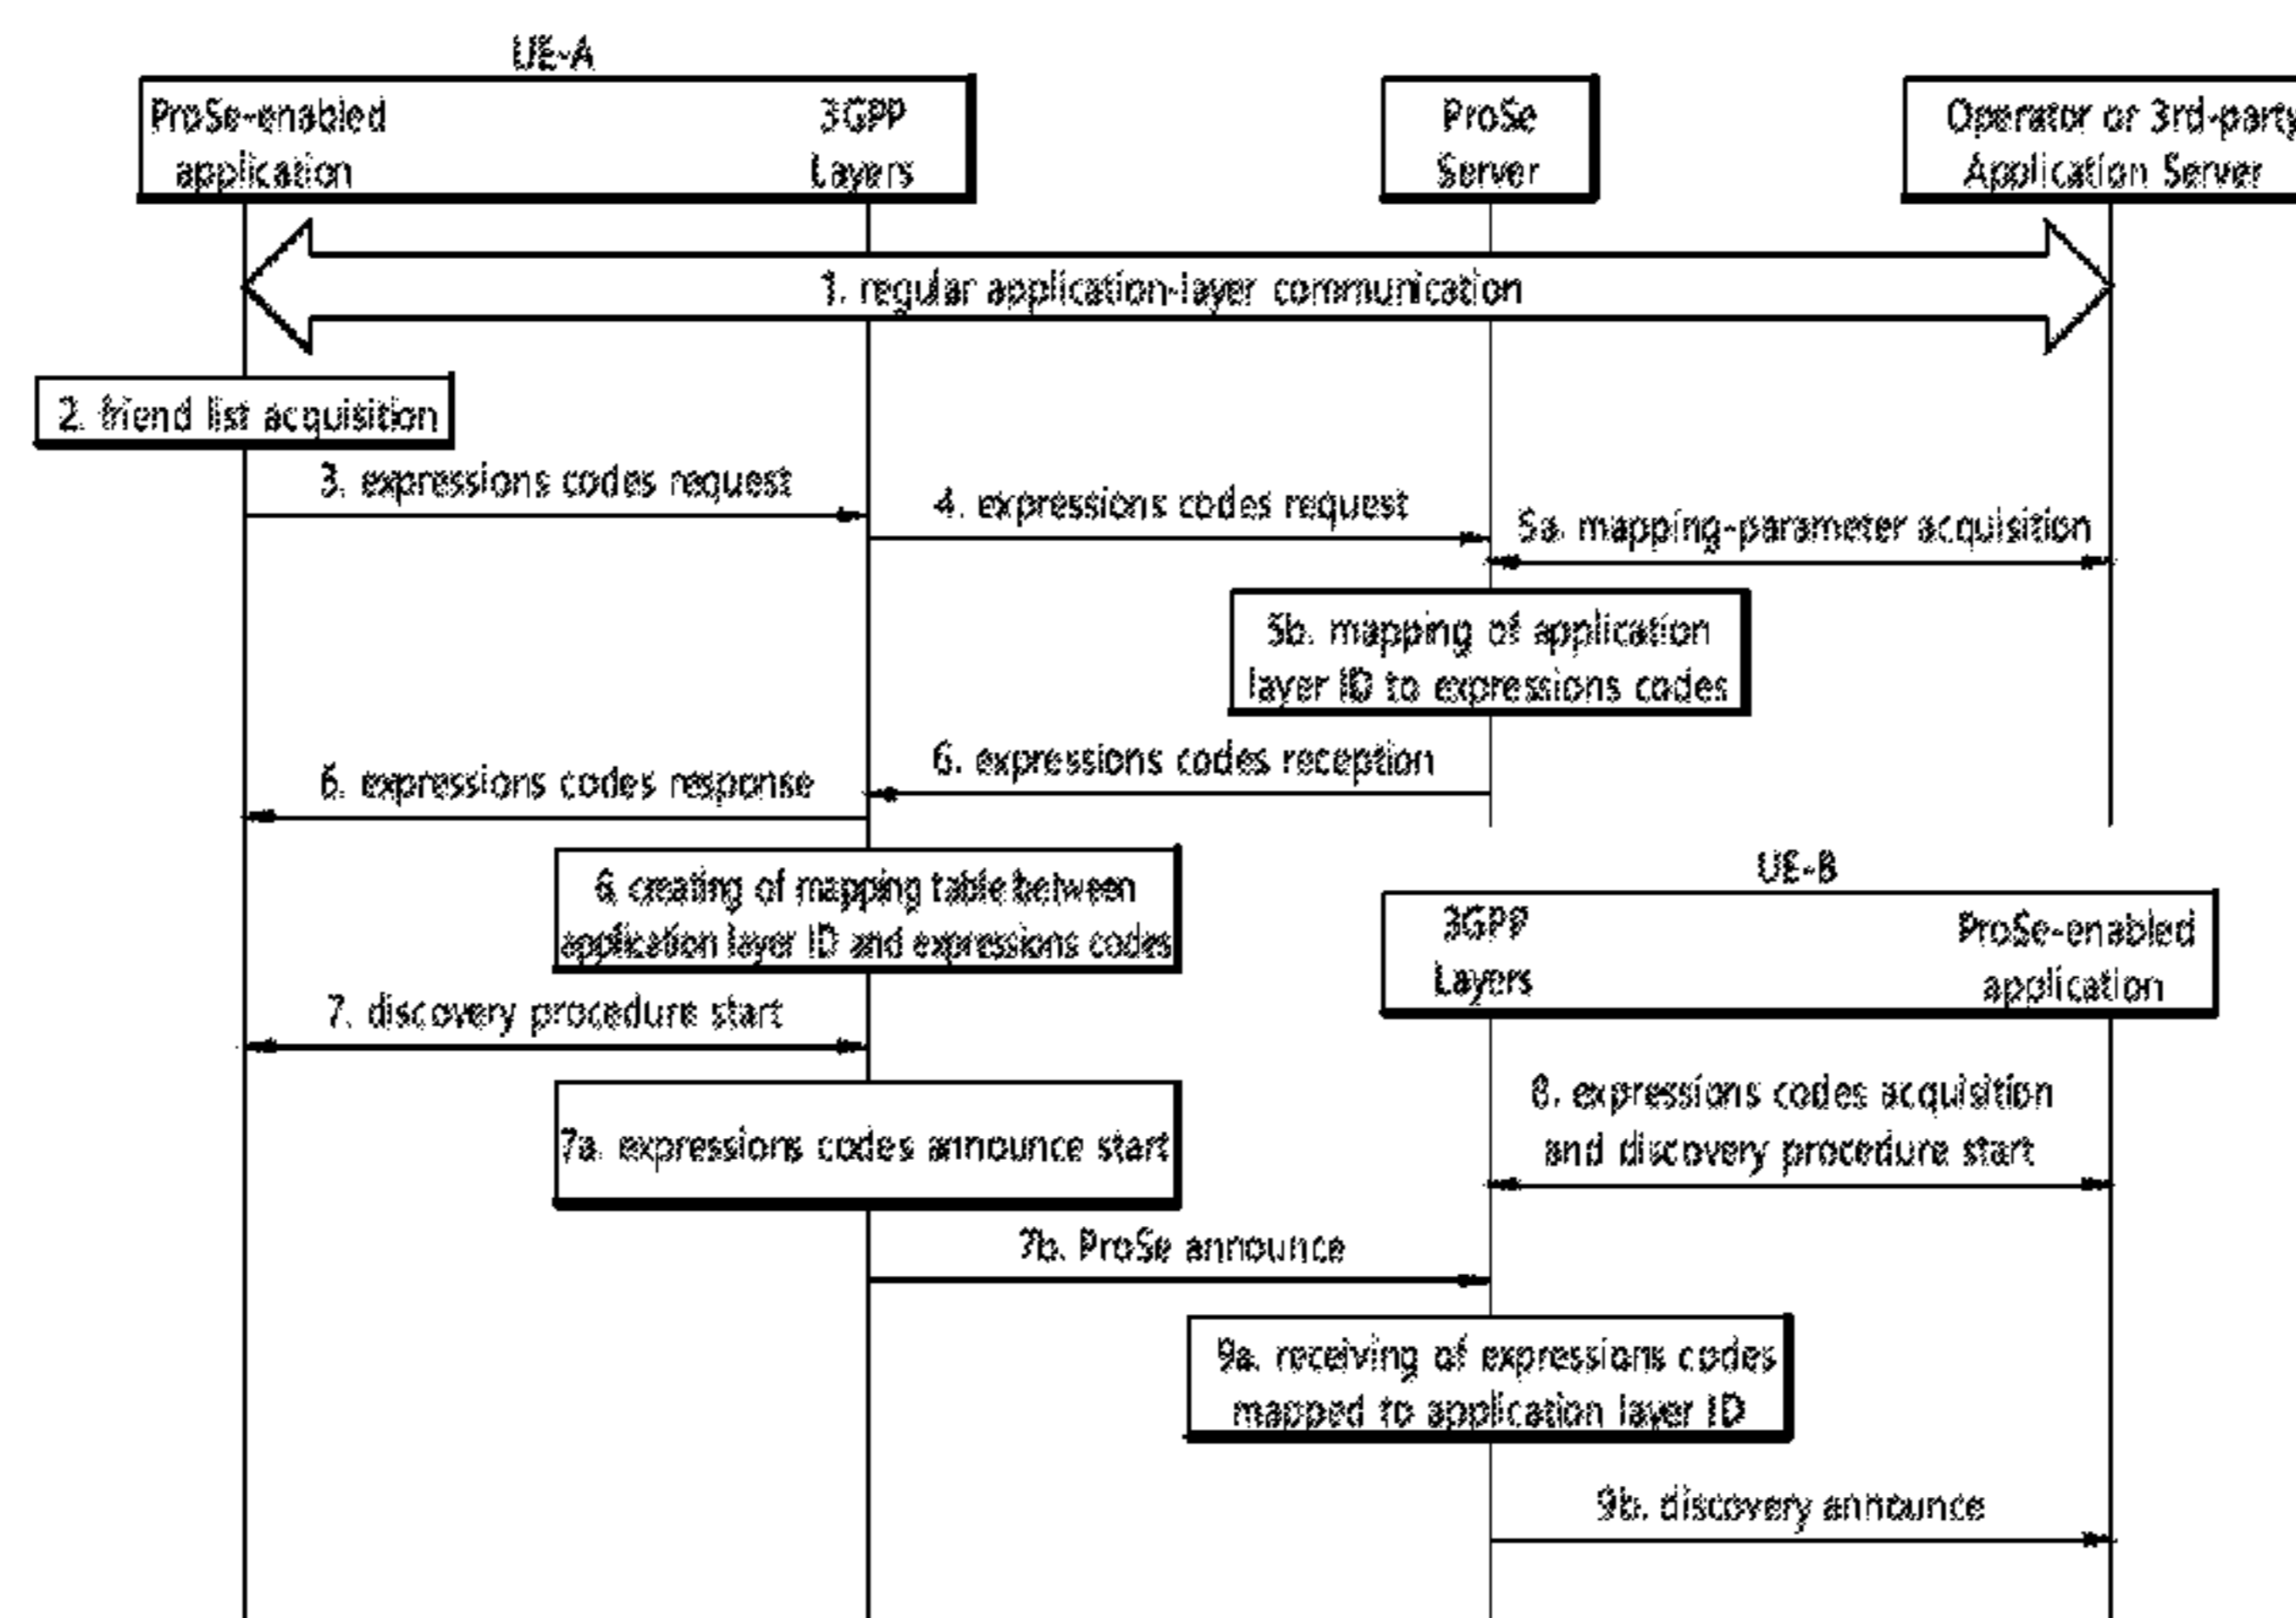 UE-A
ProSe-enabled
application
3GPP
Layers
ProSe
Server
Operator or 3rd-party
Application Server
1. regular application-layer communication
2. friend list acquisition
3. expressions codes request
4. expressions codes request
5a. mapping-parameter acquisition
5b. mapping of application
layer ID to expressions codes
6. expressions codes reception
6. expressions codes response
6. creating of mapping table between
application layer ID and expressions codes
UE-B
3GPP
Layers
ProSe-enabled
application
7. discovery procedure start
7a. expressions codes announce start
8. expressions codes acquisition
and discovery procedure start
7b. ProSe announce
9a. receiving of expressions codes
mapped to application layer ID
9b. discovery announce